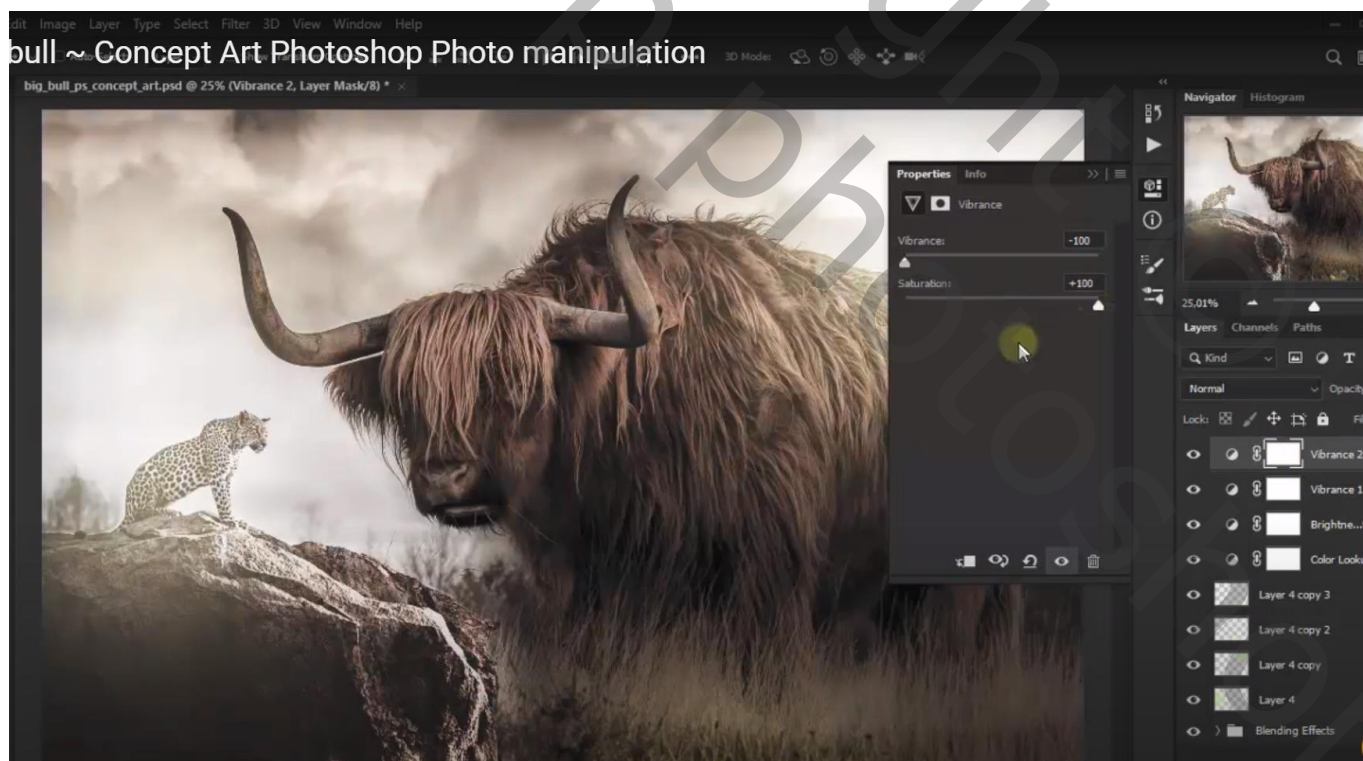 dit Image Layer Type Select Filter 3D View Window Help
bull ~ Concept Art Photoshop Photo manipulation
3D Mode:
big_bull_ps_concept_art.psd @ 25% (Vibrance 2, Layer Mask/8) * ×
Navigator Histogram
Properties Info
Vibrance
Vibrance: -100
Saturation: +100
25,01%
Layers Channels Paths
Kind
Normal Opacity
Lock: Fi
Vibrance 2
Vibrance 1
Brightne...
Color Look
Layer 4 copy 3
Layer 4 copy 2
Layer 4 copy
Layer 4
Blending Effects